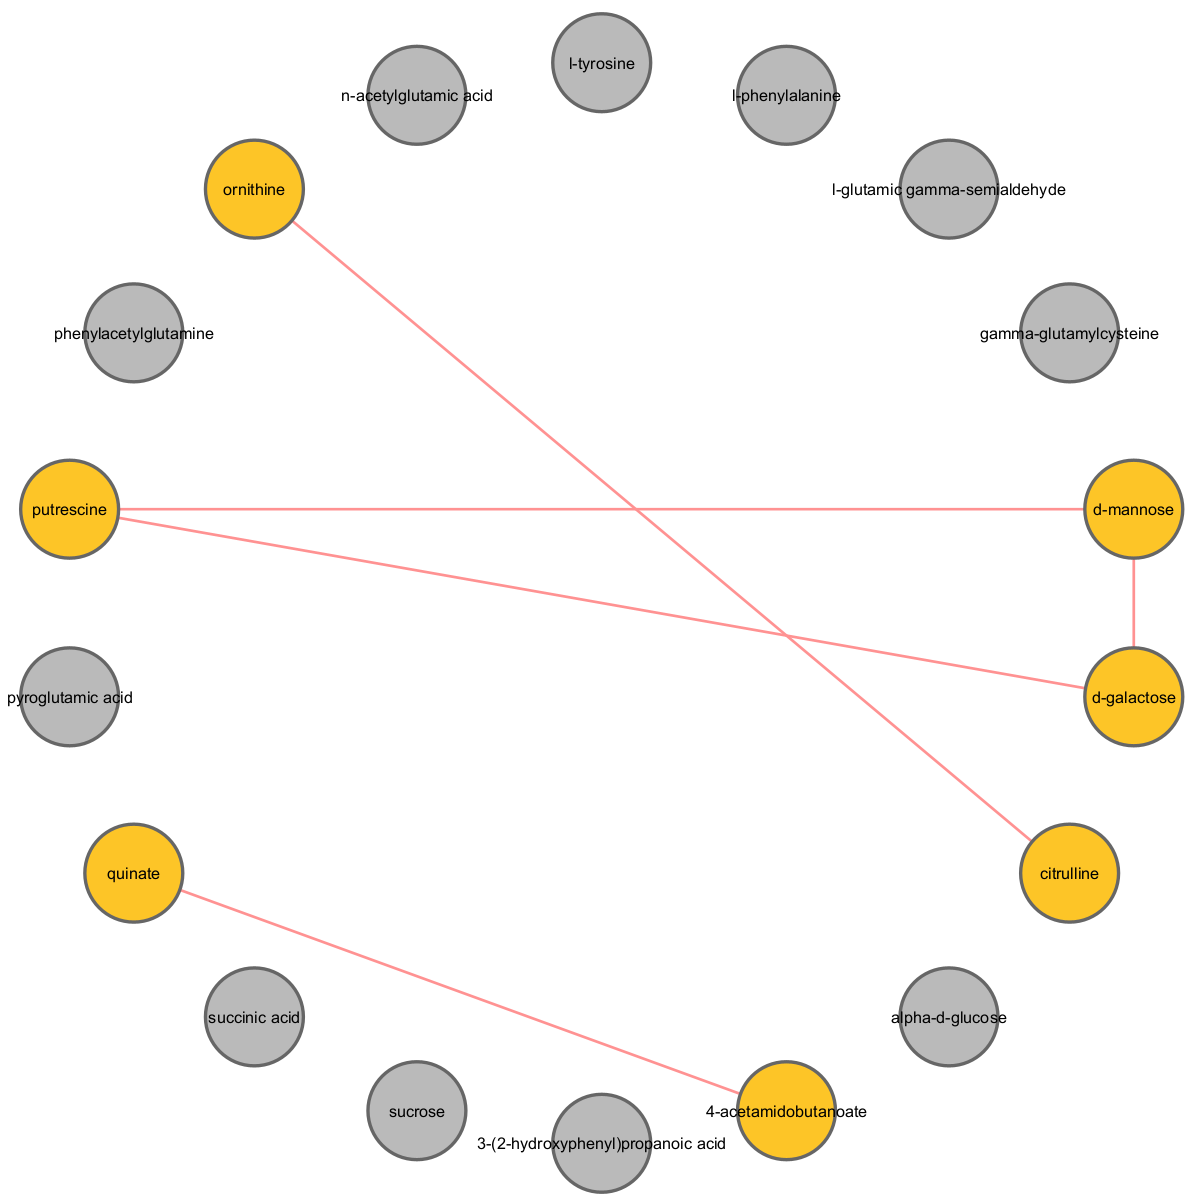 l-tyrosine
n-acetylglutamic acid
l-phenylalanine
ornithine
l-glutamic gamma-semialdehyde
phenylacetylglutamine
gamma-glutamylcysteine
putrescine
d-mannose
pyroglutamic acid
d-galactose
quinate
citrulline
succinic acid
alpha-d-glucose
sucrose
4-acetamidobutanoate
3-(2-hydroxyphenyl)propanoic acid